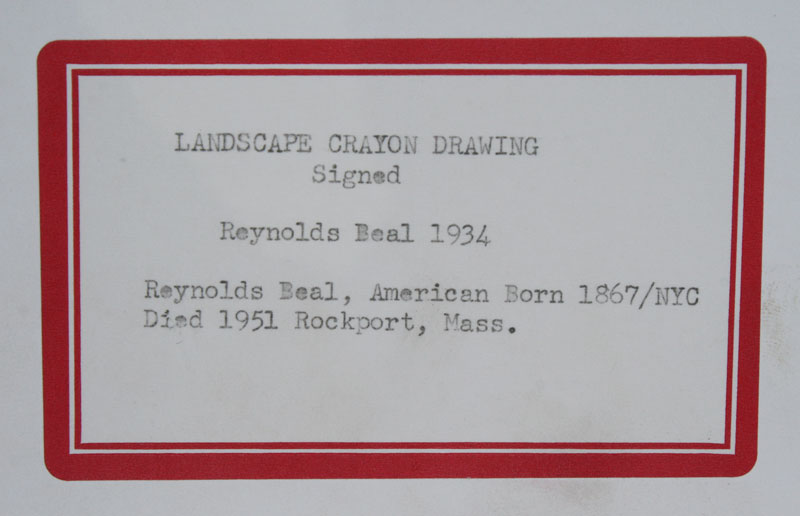 LANDSCAPE CRAYON DRAWING
Signed
Reynolds Beal 1934
Reynolds Beal, American Born 1867/NYC
Died 1951 Rockport, Mass.